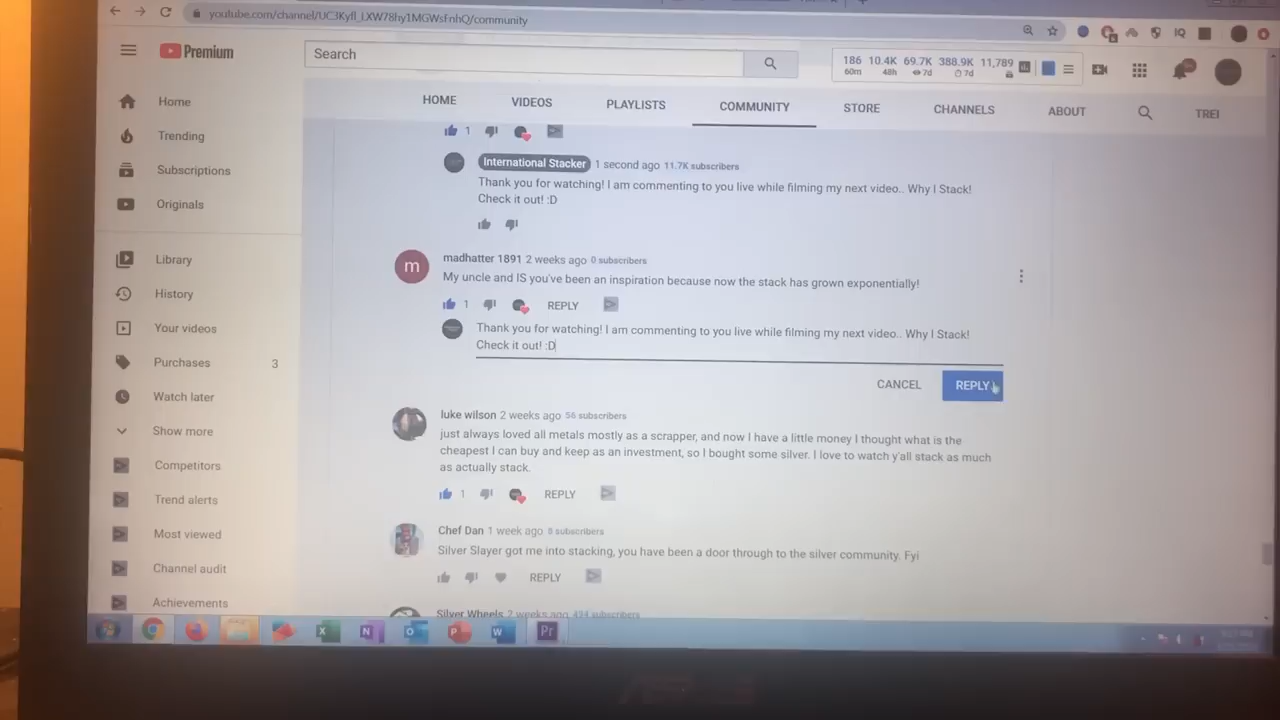 youtube.com/channel/UC3Kyfl_LXW78hy1MGWsFnhQ/community
Premium
Search
186 10.4K 69.7K 388.9K 11,789
60m 48h 7d 7d
HOME VIDEOS PLAYLISTS COMMUNITY STORE CHANNELS ABOUT TREI
Home
Trending
Subscriptions
Originals
Library
History
Your videos
Purchases 3
Watch later
Show more
Competitors
Trend alerts
Most viewed
Channel audit
Achievements
1
International Stacker 1 second ago 11.7K subscribers
Thank you for watching! I am commenting to you live while filming my next video.. Why I Stack!
Check it out! :D
m
madhatter 1891 2 weeks ago 0 subscribers
My uncle and IS you've been an inspiration because now the stack has grown exponentially!
1 REPLY
Thank you for watching! I am commenting to you live while filming my next video.. Why I Stack!
Check it out! :D
CANCEL REPLY
luke wilson 2 weeks ago 56 subscribers
just always loved all metals mostly as a scrapper, and now I have a little money I thought what is the
cheapest I can buy and keep as an investment, so I bought some silver. I love to watch y'all stack as much
as actually stack.
1 REPLY
Chef Dan 1 week ago 8 subscribers
Silver Slayer got me into stacking, you have been a door through to the silver community. Fyi
REPLY
Silver Wheels 2 weeks ago 434 subscribers
X N O P W Pr
ASUS